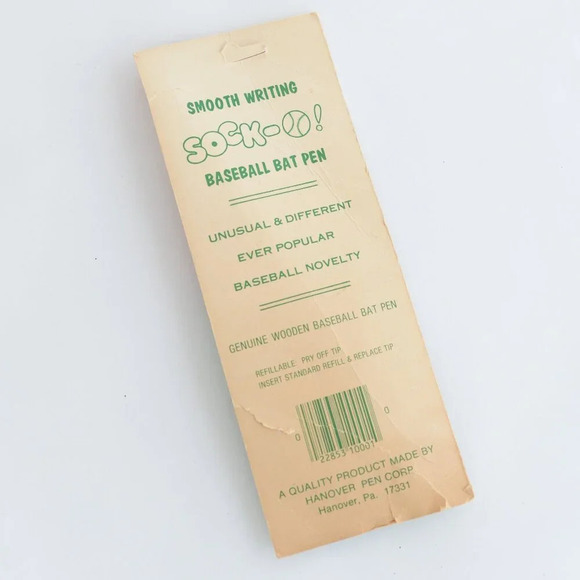 SMOOTH WRITING
SOCK-O!
BASEBALL BAT PEN
UNUSUAL & DIFFERENT
EVER POPULAR
BASEBALL NOVELTY
GENUINE WOODEN BASEBALL BAT PEN
REFILLABLE PRY OFF TIP
INSERT STANDARD REFILL & REPLACE TIP
0 22853 10001 0
A QUALITY PRODUCT MADE BY
HANOVER PEN CORP.
Hanover, Pa. 17331